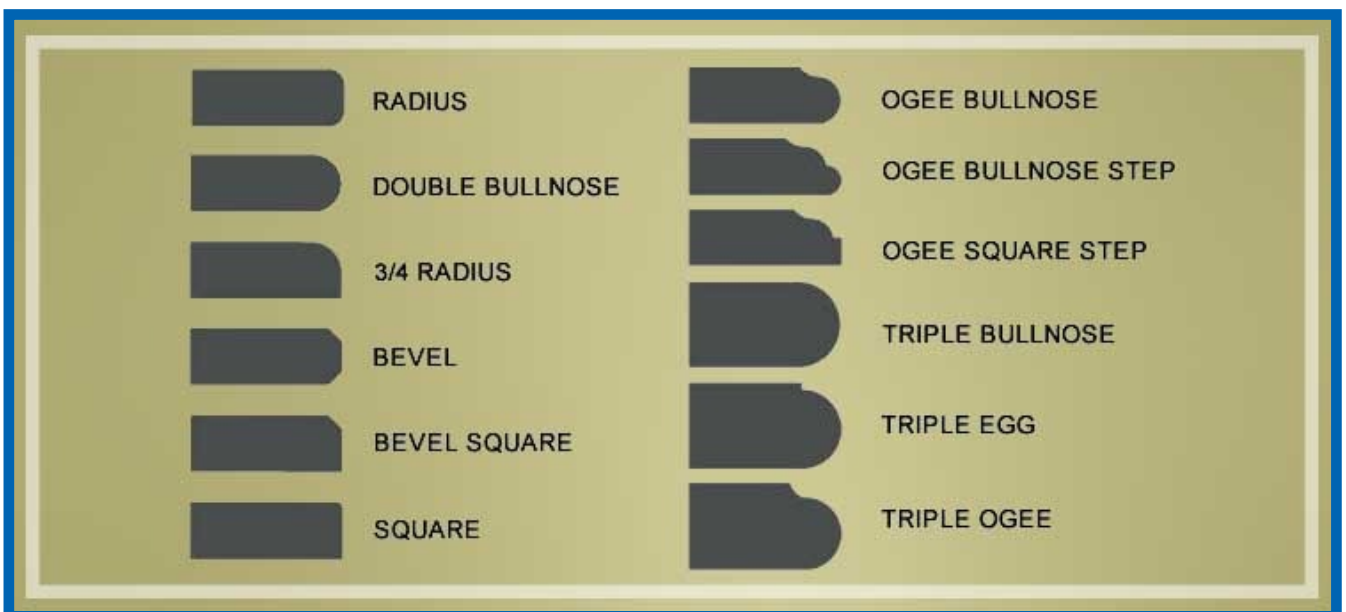 RADIUS
DOUBLE BULLNOSE
3/4 RADIUS
BEVEL
BEVEL SQUARE
SQUARE
OGEE BULLNOSE
OGEE BULLNOSE STEP
OGEE SQUARE STEP
TRIPLE BULLNOSE
TRIPLE EGG
TRIPLE OGEE